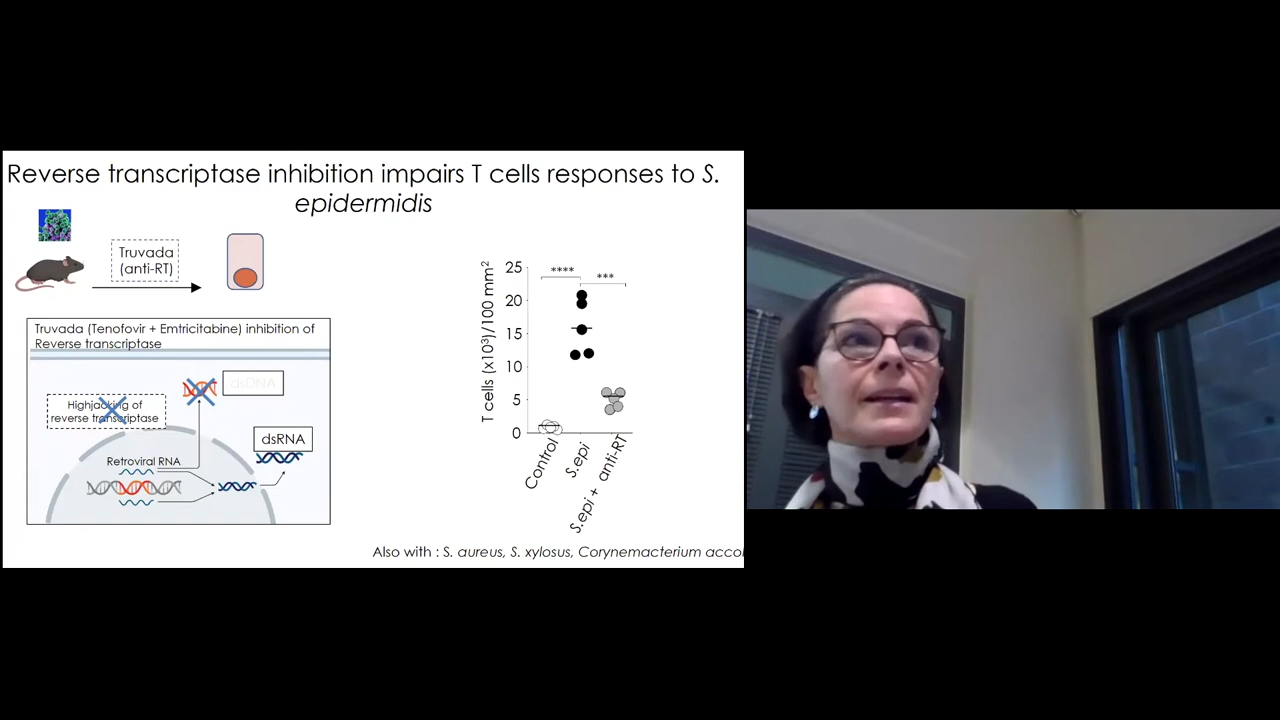 Reverse transcriptase inhibition impairs T cells responses to S.
epidermidis
Truvada
(anti-RT)
Truvada (Tenofovir + Emtricitabine) inhibition of
Reverse transcriptase
dsDNA
Highjacking of
reverse transcriptase
dsRNA
Retroviral RNA
T cells (x10³)/100 mm²
25
20
15
10
5
0
****
***
Control
S.epi
S.epi + anti-RT
Also with : S. aureus, S. xylosus, Corynemacterium accol